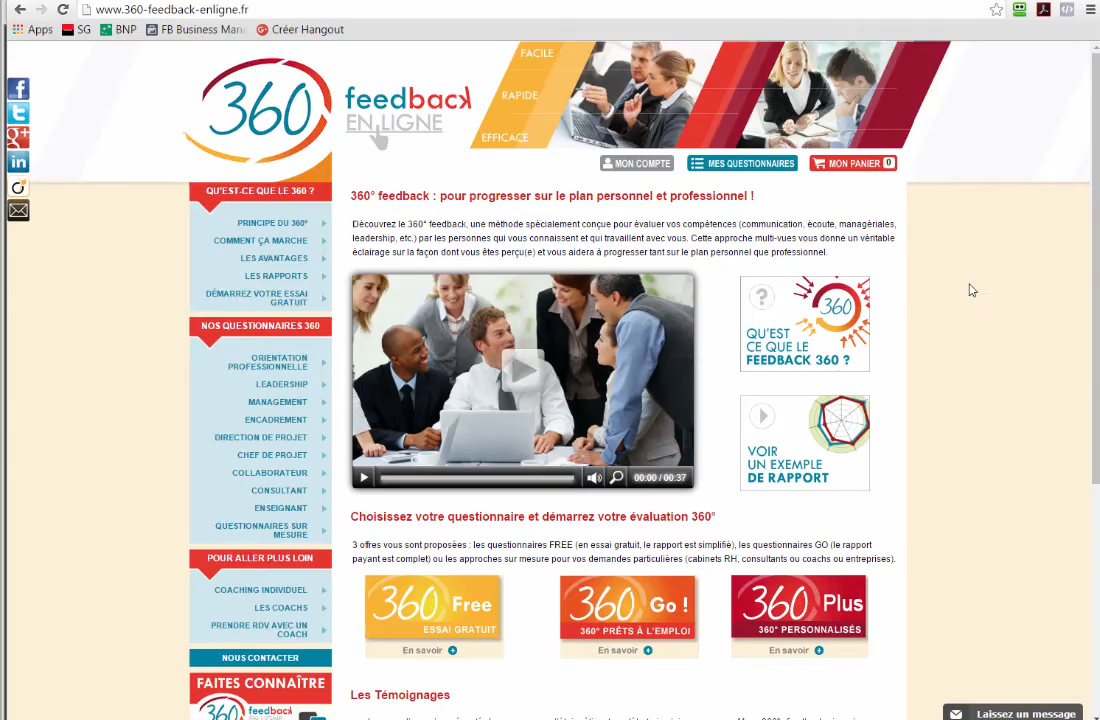 www.360-feedback-enligne.fr
Apps SG BNP FB Business Man Créer Hangout
FACILE
RAPIDE
EFFICACE
360 feedback
EN LIGNE
MON COMPTE MES QUESTIONNAIRES MON PANIER 0
QU'EST-CE QUE LE 360 ?
PRINCIPE DU 360°
COMMENT ÇA MARCHE
LES AVANTAGES
LES RAPPORTS
DÉMARREZ VOTRE ESSAI
GRATUIT
NOS QUESTIONNAIRES 360
ORIENTATION
PROFESSIONNELLE
LEADERSHIP
MANAGEMENT
ENCADREMENT
DIRECTION DE PROJET
CHEF DE PROJET
COLLABORATEUR
CONSULTANT
ENSEIGNANT
QUESTIONNAIRES SUR
MESURE
POUR ALLER PLUS LOIN
COACHING INDIVIDUEL
LES COACHS
PRENDRE RDV AVEC UN
COACH
NOUS CONTACTER
FAITES CONNAÎTRE
360 feedback
EN LIGNE
360° feedback : pour progresser sur le plan personnel et professionnel !
Découvrez le 360° feedback, une méthode spécialement conçue pour évaluer vos compétences (communication, écoute, managériales,
leadership, etc.) par les personnes qui vous connaissent et qui travaillent avec vous. Cette approche multi-vues vous donne un véritable
éclairage sur la façon dont vous êtes perçu(e) et vous aidera à progresser tant sur le plan personnel que professionnel.
00:00 / 00:37
?
360
QU'EST
CE QUE LE
FEEDBACK 360 ?
VOIR
UN EXEMPLE
DE RAPPORT
Choisissez votre questionnaire et démarrez votre évaluation 360°
3 offres vous sont proposées : les questionnaires FREE (en essai gratuit, le rapport est simplifié), les questionnaires GO (le rapport
payant est complet) ou les approches sur mesure pour vos demandes particulières (cabinets RH, consultants ou coachs ou entreprises).
360 Free
ESSAI GRATUIT
En savoir
360 Go !
360° PRÊTS À L'EMPLOI
En savoir
360 Plus
360° PERSONNALISÉS
En savoir
Les Témoignages
Laissez un message